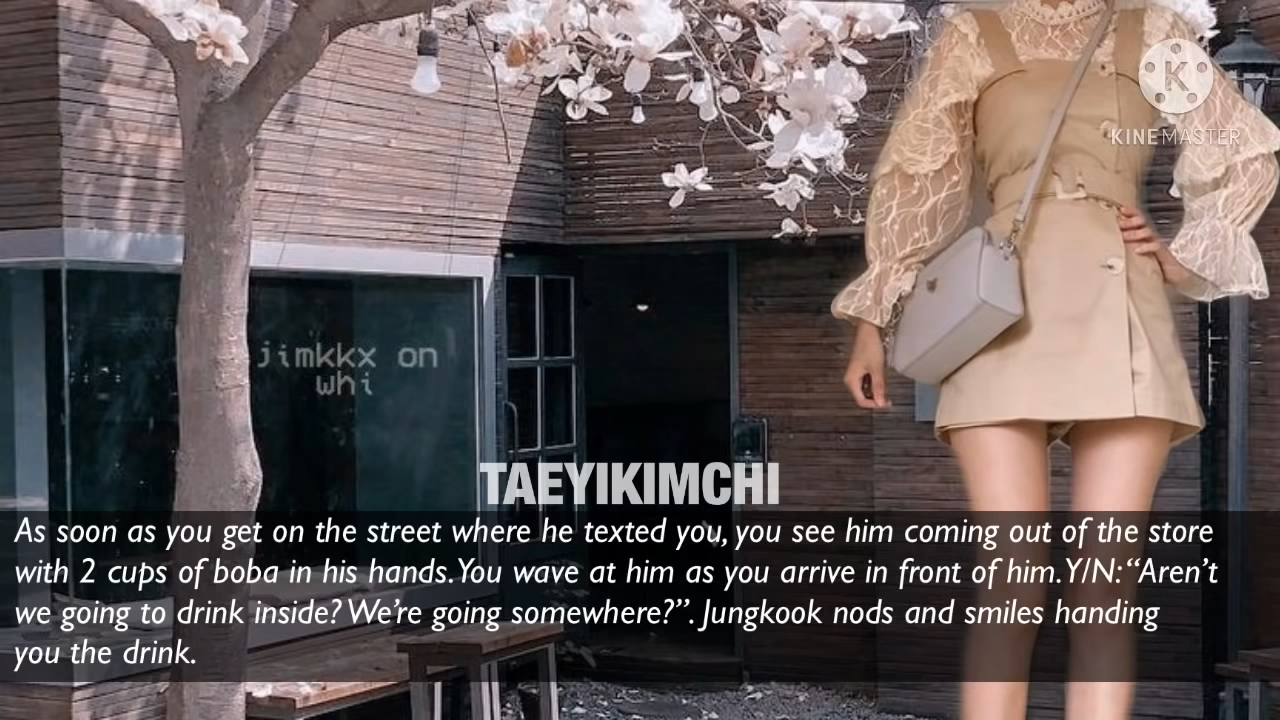 KINEMASTER
jimkkx on
whi
TAEYIKIMCHI
As soon as you get on the street where he texted you, you see him coming out of the store
with 2 cups of boba in his hands. You wave at him as you arrive in front of him. Y/N: “Aren’t
we going to drink inside? We’re going somewhere?”. Jungkook nods and smiles handing
you the drink.